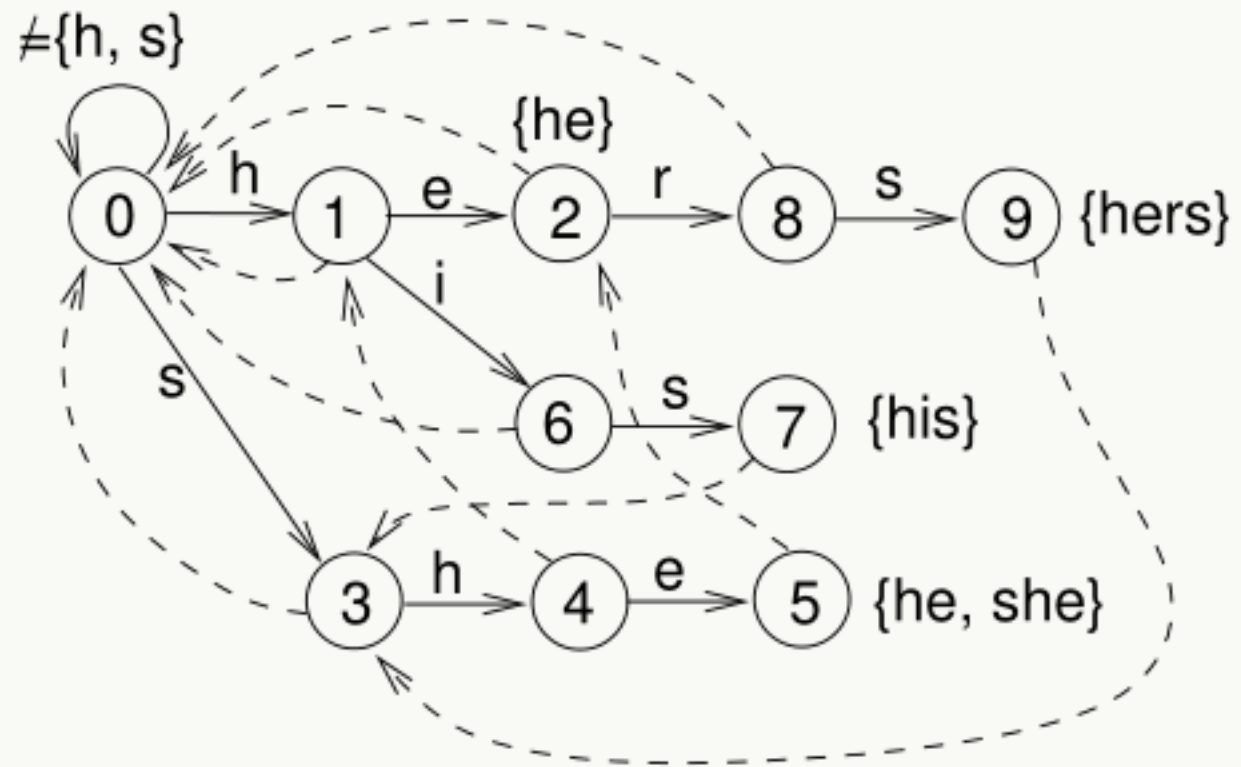 ≠{h, s}
{he}
h
e
r
s
0
1
2
8
9
{hers}
i
s
6
s
7
{his}
3
h
4
e
5
{he, she}